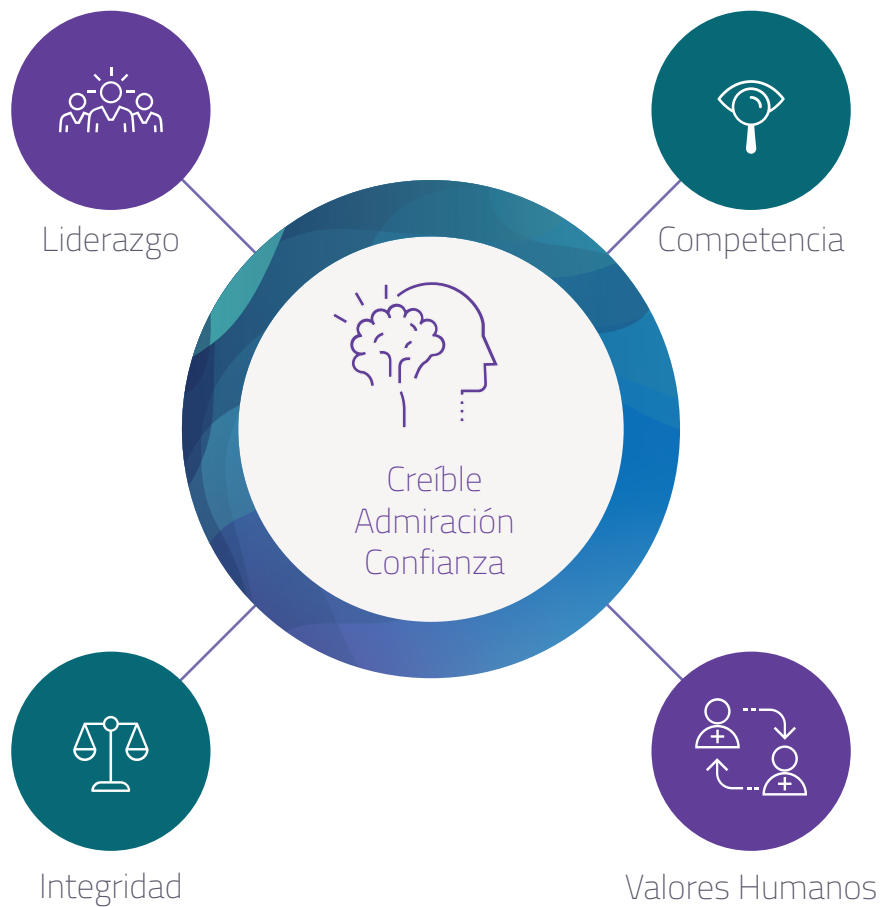 Liderazgo
Competencia
Creíble
Admiración
Confianza
Integridad
Valores Humanos